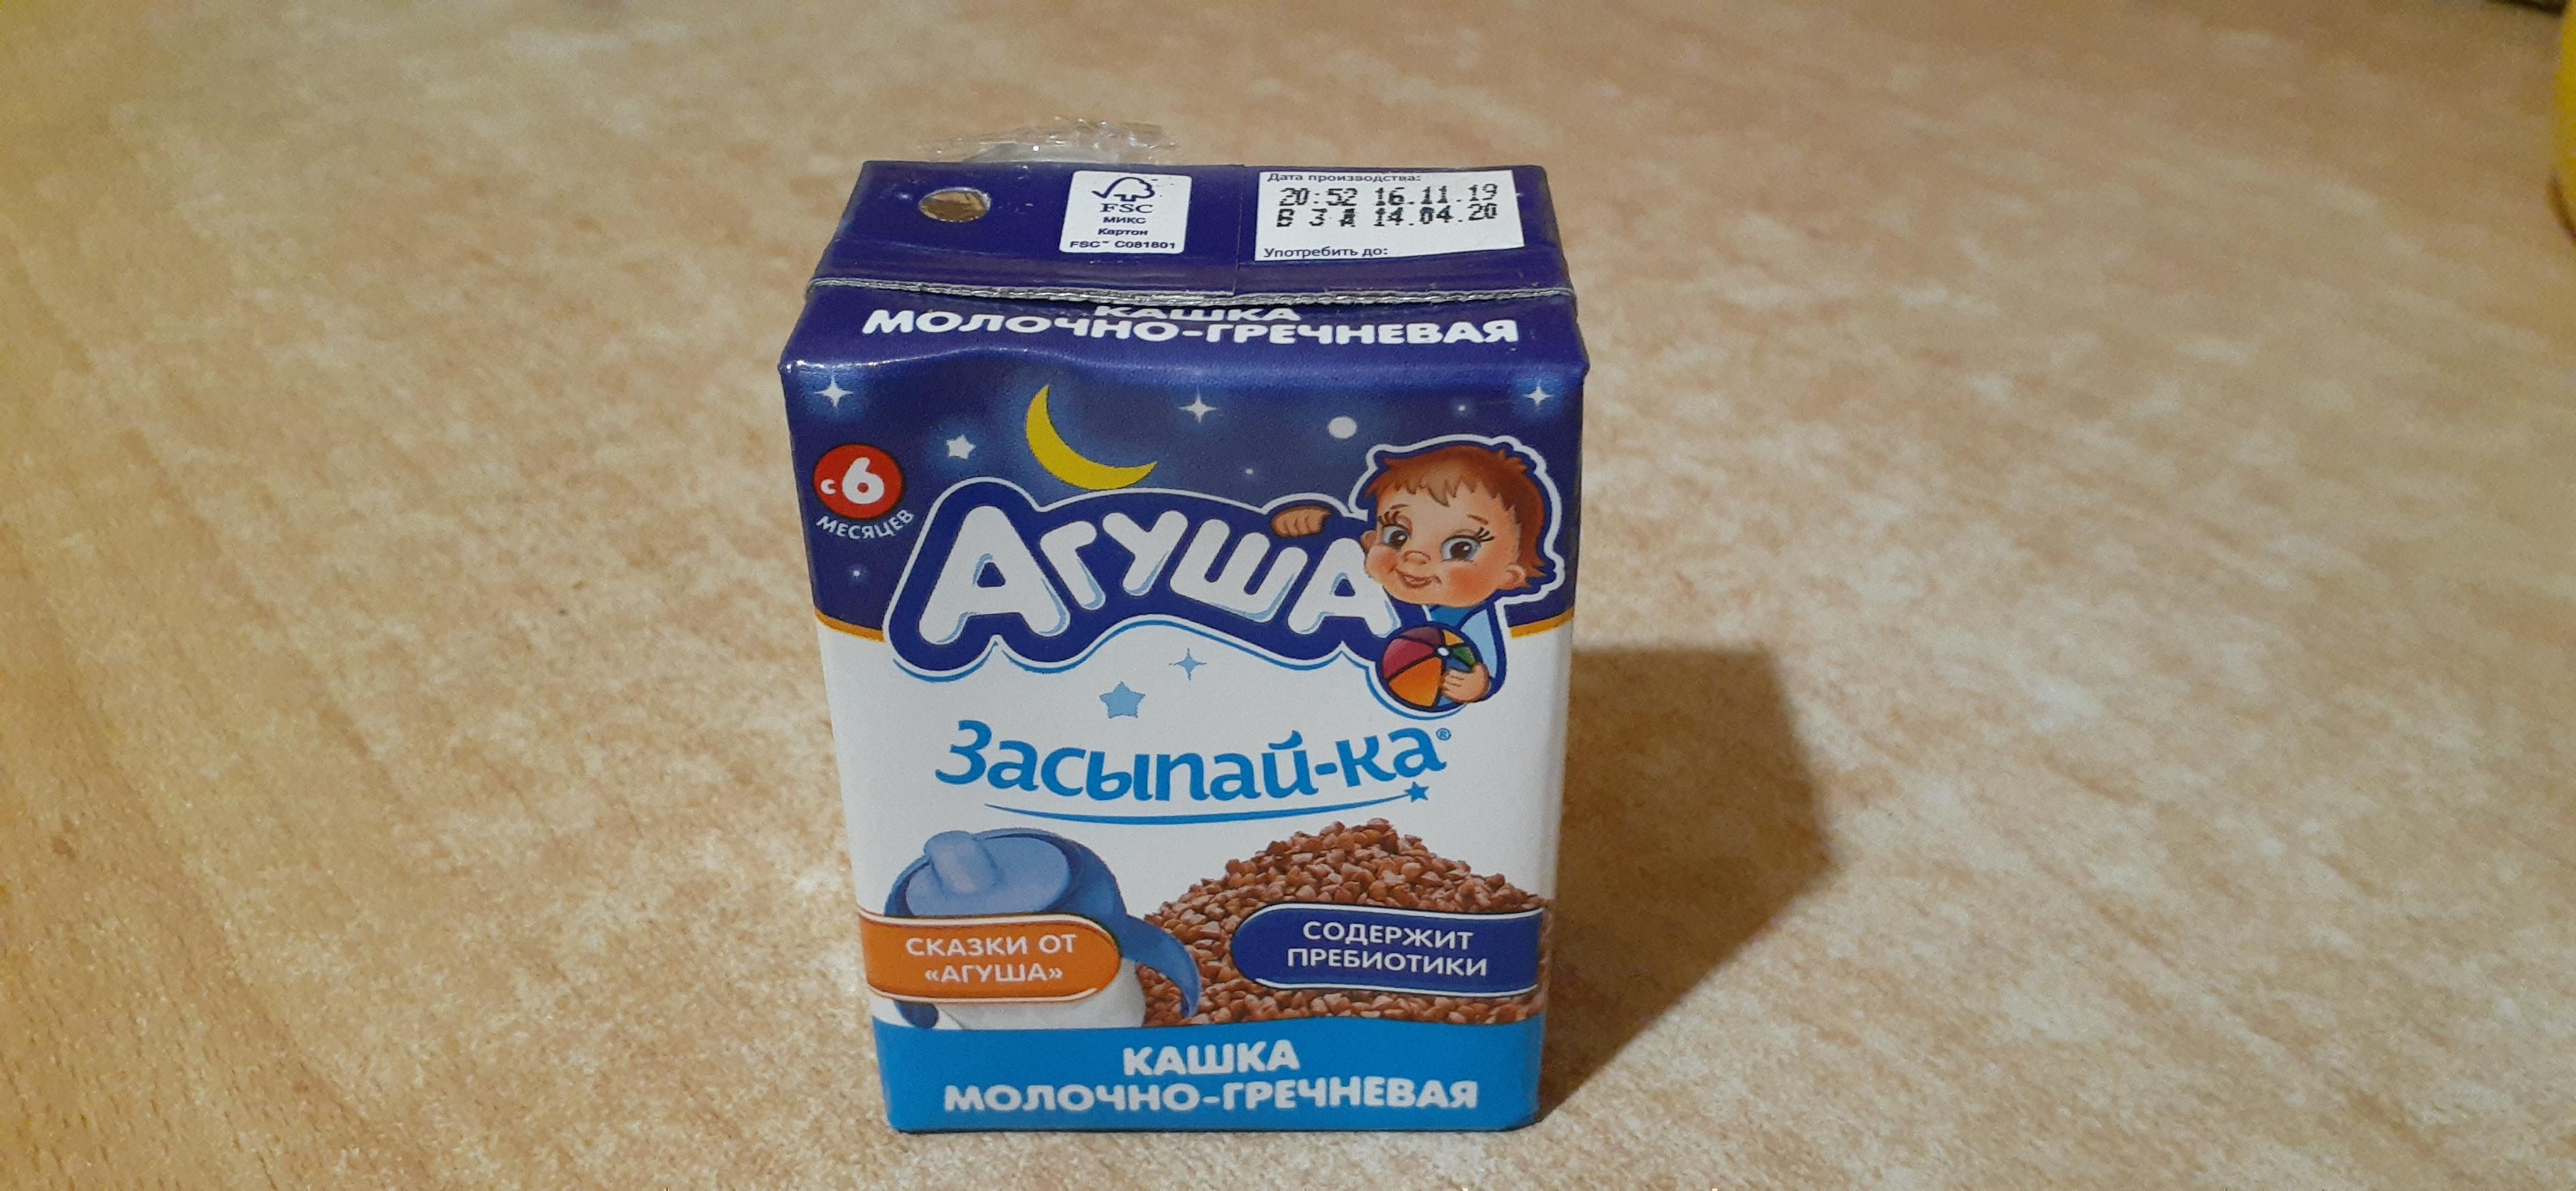 FSC
МИКС
Картон
FSC™ C081801
Дата производства:
20:52 16.11.19
В 3 А 14.04.20
Употребить до:
КАШКА
МОЛОЧНО-ГРЕЧНЕВАЯ
с 6
МЕСЯЦЕВ
АГУША
Засыпай-ка®
СКАЗКИ ОТ
«АГУША»
СОДЕРЖИТ
ПРЕБИОТИКИ
КАШКА
МОЛОЧНО-ГРЕЧНЕВАЯ